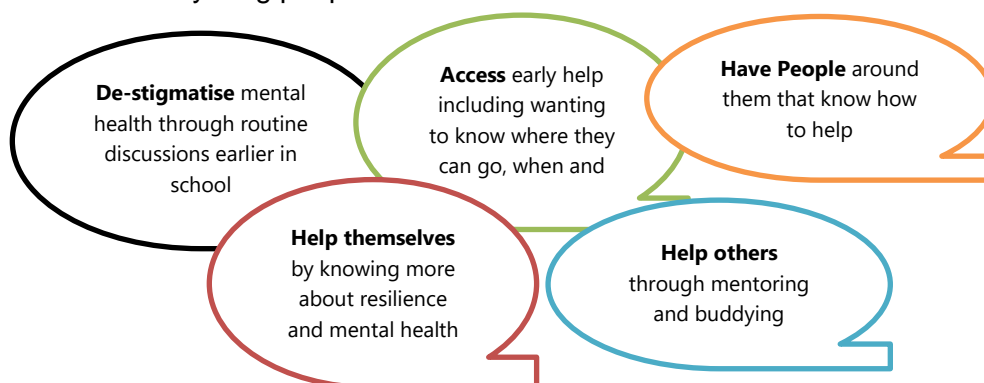 De-stigmatise mental
health through routine
discussions earlier in
school
Access early help
including wanting
to know where they
can go, when and
Have People around
them that know how
to help
Help themselves
by knowing more
about resilience
and mental health
Help others
through mentoring
and buddying